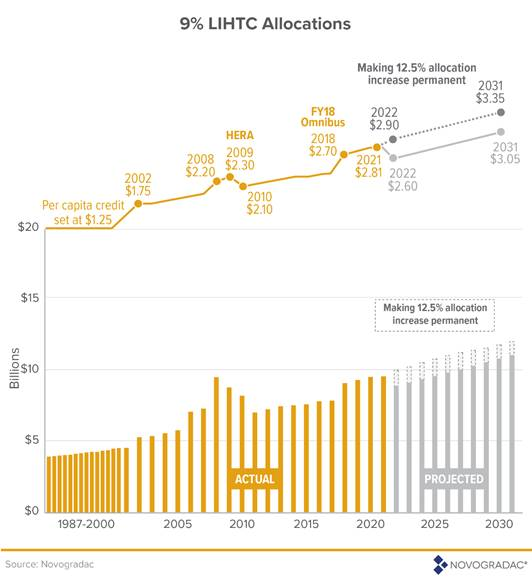 9% LIHTC Allocations
Making 12.5% allocation
increase permanent
2031
$3.35
2022
$2.90
FY18
Omnibus
2018
$2.70
HERA
2009
$2.30
2008
$2.20
2002
$1.75
2021
$2.81
2031
$3.05
2022
$2.60
2010
$2.10
Per capita credit
set at $1.25
$20
$15
$10
$5
$0
Billions
Making 12.5% allocation
increase permanent
ACTUAL
PROJECTED
1987-2000
2005
2010
2015
2020
2025
2030
Source: Novogradac
NOVOGRADAC®